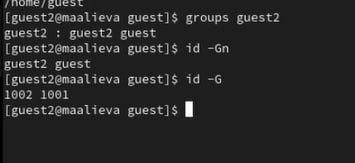 /home/guest
[guest2@maalieva guest]$ groups guest2
guest2 : guest2 guest
[guest2@maalieva guest]$ id -Gn
guest2 guest
[guest2@maalieva guest]$ id -G
1002 1001
[guest2@maalieva guest]$